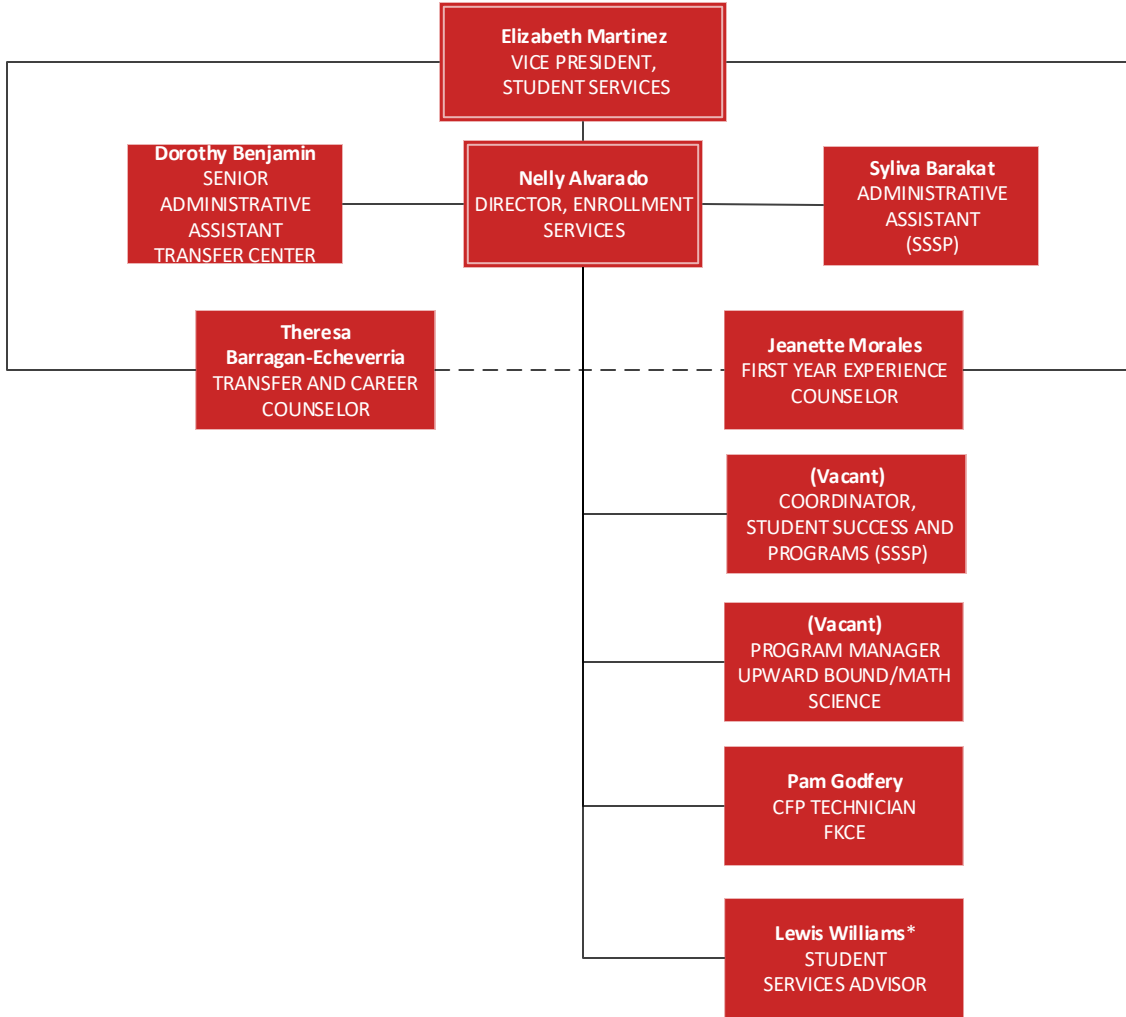 Elizabeth Martinez
VICE PRESIDENT,
STUDENT SERVICES
Dorothy Benjamin
SENIOR
ADMINISTRATIVE
ASSISTANT
TRANSFER CENTER
Nelly Alvarado
DIRECTOR, ENROLLMENT
SERVICES
Syliva Barakat
ADMINISTRATIVE
ASSISTANT
(SSSP)
Theresa
Barragan-Echeverria
TRANSFER AND CAREER
COUNSELOR
Jeanette Morales
FIRST YEAR EXPERIENCE
COUNSELOR
(Vacant)
COORDINATOR,
STUDENT SUCCESS AND
PROGRAMS (SSSP)
(Vacant)
PROGRAM MANAGER
UPWARD BOUND/MATH
SCIENCE
Pam Godfery
CFP TECHNICIAN
FKCE
Lewis Williams*
STUDENT
SERVICES ADVISOR